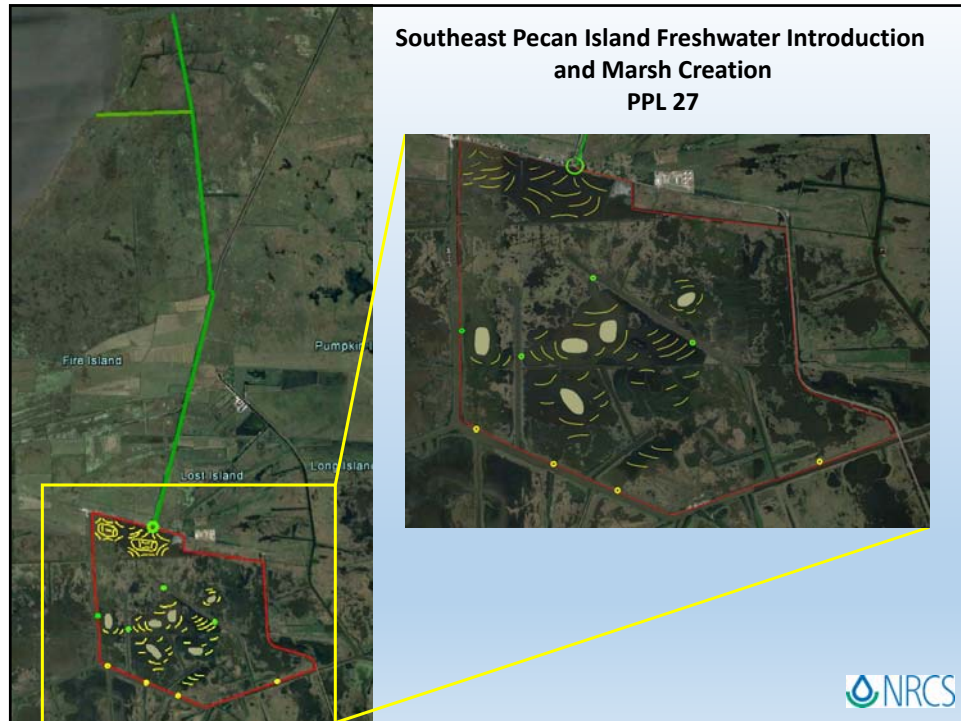 Southeast Pecan Island Freshwater Introduction
and Marsh Creation
PPL 27
Fire Island
Lost Island
NRCS